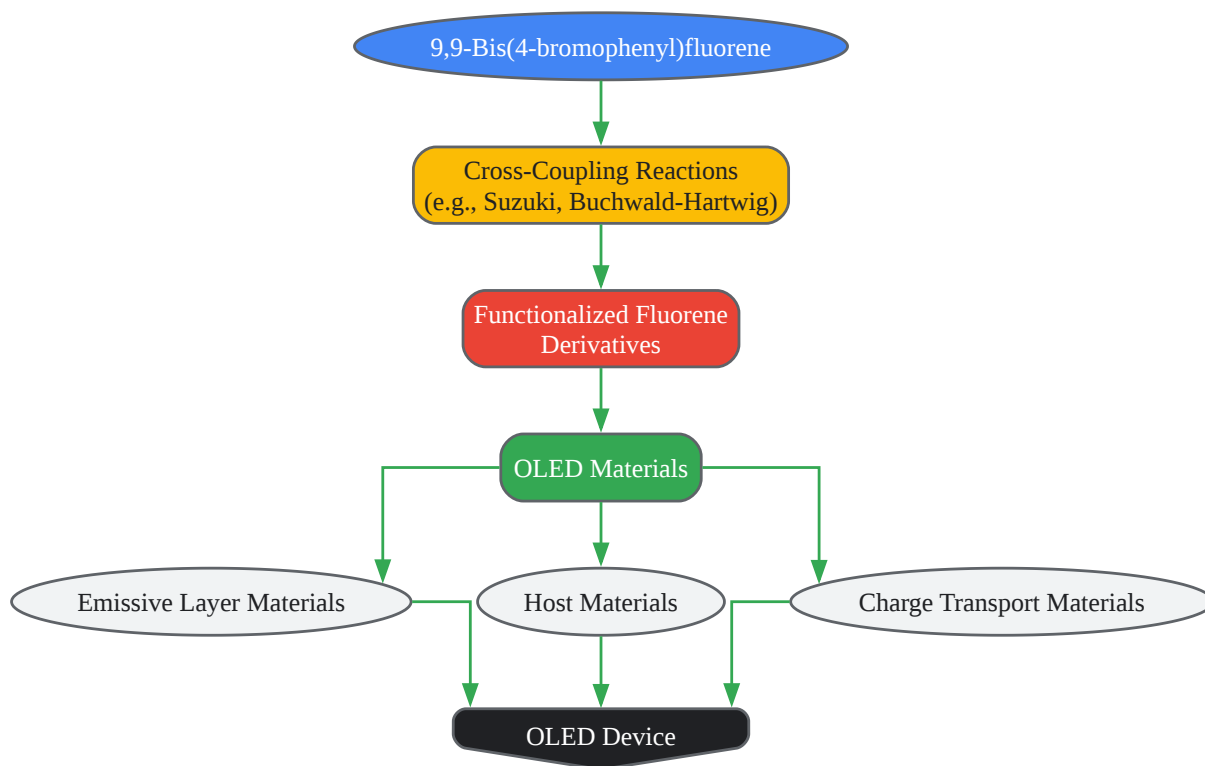 9,9-Bis(4-bromophenyl)fluorene
Cross-Coupling Reactions
(e.g., Suzuki, Buchwald-Hartwig)
Functionalized Fluorene
Derivatives
OLED Materials
Emissive Layer Materials
Host Materials
Charge Transport Materials
OLED Device